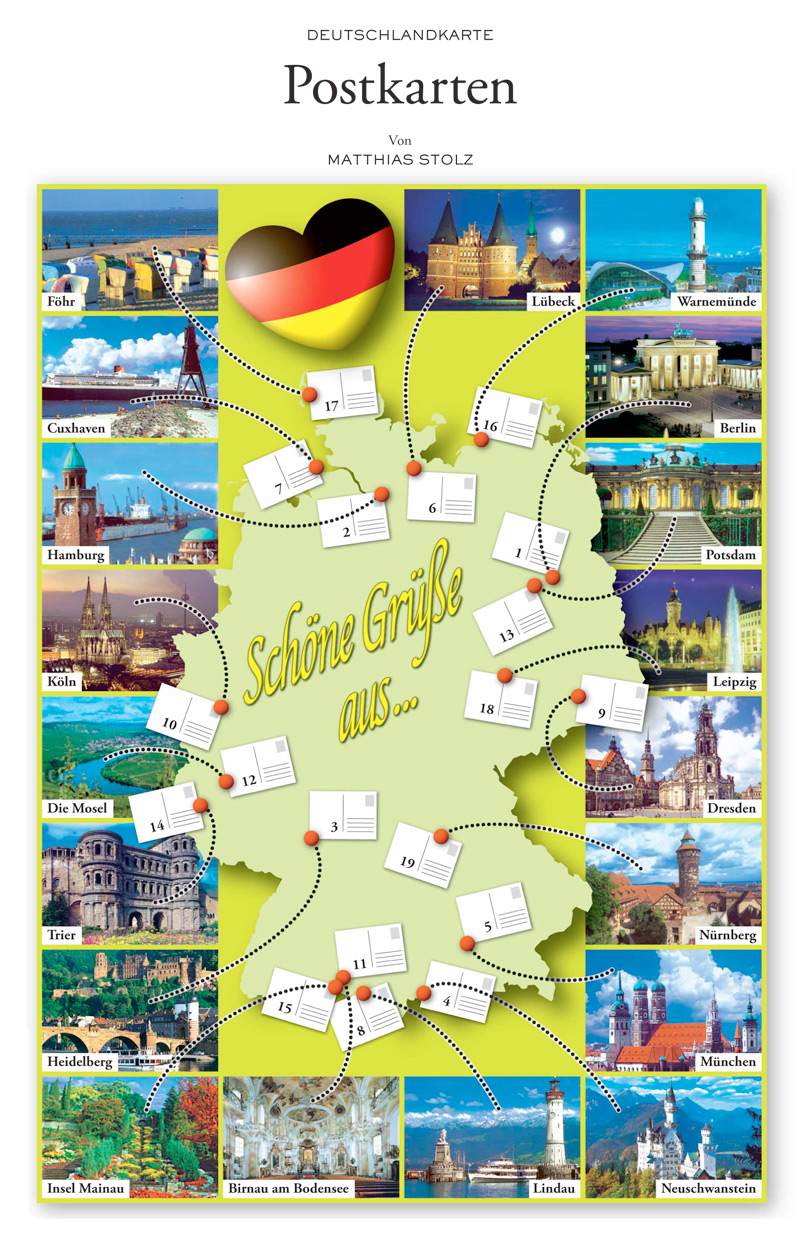 DEUTSCHLANDKARTE
Postkarten
Von
MATTHIAS STOLZ
Föhr
Lübeck
Warnemünde
Cuxhaven
Berlin
Hamburg
Potsdam
Köln
Leipzig
Die Mosel
Dresden
Trier
Nürnberg
Heidelberg
München
Insel Mainau
Birnau am Bodensee
Lindau
Neuschwanstein
17
16
7
2
6
1
13
Schöne Grüße
aus...
18
9
10
12
14
3
19
5
11
15
8
4